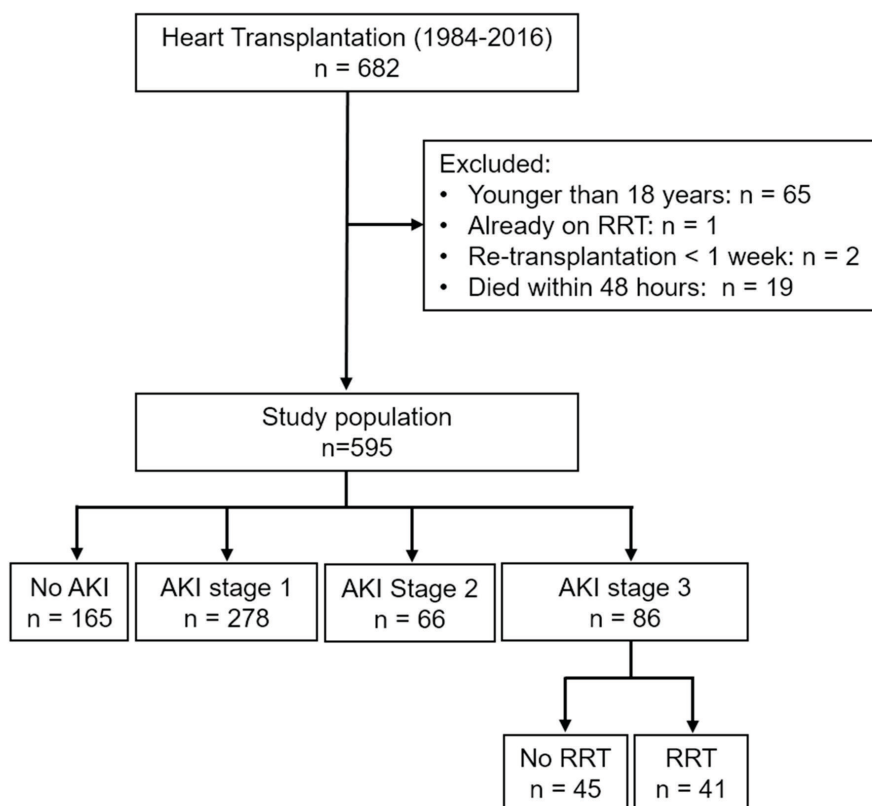 Heart Transplantation (1984-2016)
n = 682
Excluded:
• Younger than 18 years: n = 65
• Already on RRT: n = 1
• Re-transplantation < 1 week: n = 2
• Died within 48 hours:  n = 19
Study population
n=595
No AKI
n = 165
AKI stage 1
n = 278
AKI Stage 2
n = 66
AKI stage 3
n = 86
No RRT
n = 45
RRT
n = 41